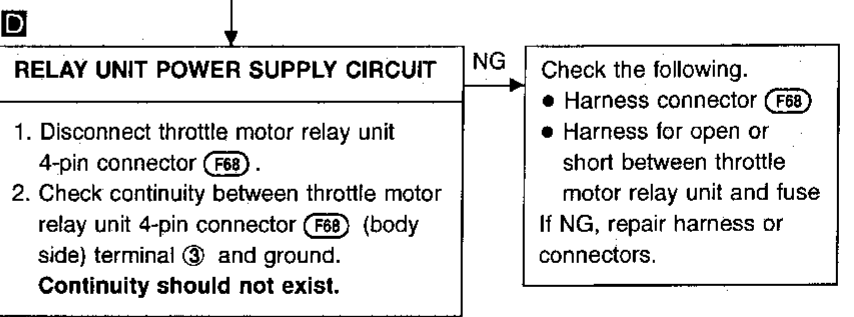 D
RELAY UNIT POWER SUPPLY CIRCUIT
1. Disconnect throttle motor relay unit
4-pin connector (F68) .
2. Check continuity between throttle motor
relay unit 4-pin connector (F68) (body
side) terminal ③ and ground.
Continuity should not exist.
NG
Check the following.
● Harness connector (F68)
● Harness for open or
short between throttle
motor relay unit and fuse
If NG, repair harness or
connectors.